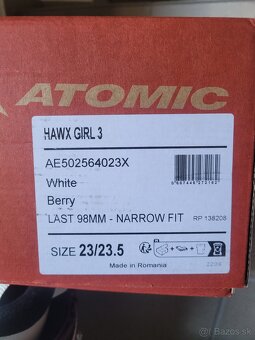 ATOMIC
HAWX GIRL 3
AE502564023X
White
Berry
LAST 98MM - NARROW FIT
RP 138208
SIZE 23/23.5
Made in Romania
bazos.sk